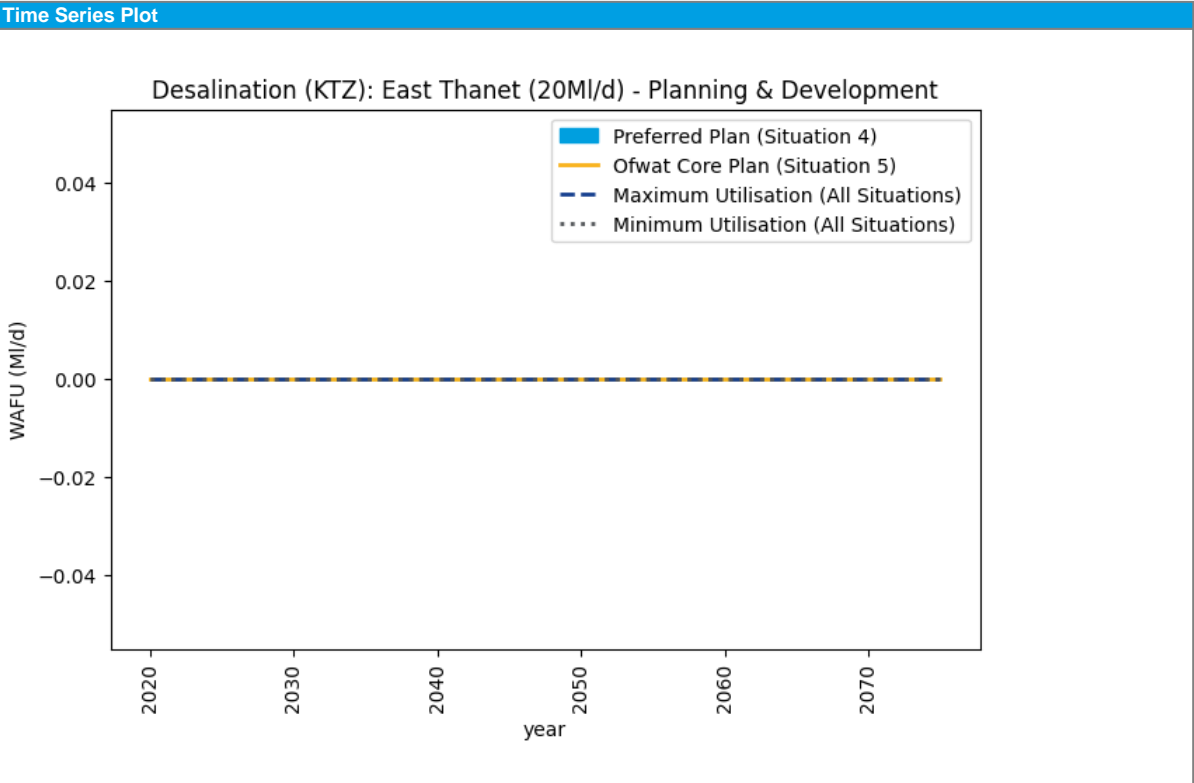 Time Series Plot
Desalination (KTZ): East Thanet (20Ml/d) - Planning & Development
Preferred Plan (Situation 4)
Ofwat Core Plan (Situation 5)
Maximum Utilisation (All Situations)
Minimum Utilisation (All Situations)
WAFU (Ml/d)
0.04
0.02
0.00
−0.02
−0.04
2020
2030
2040
2050
2060
2070
year